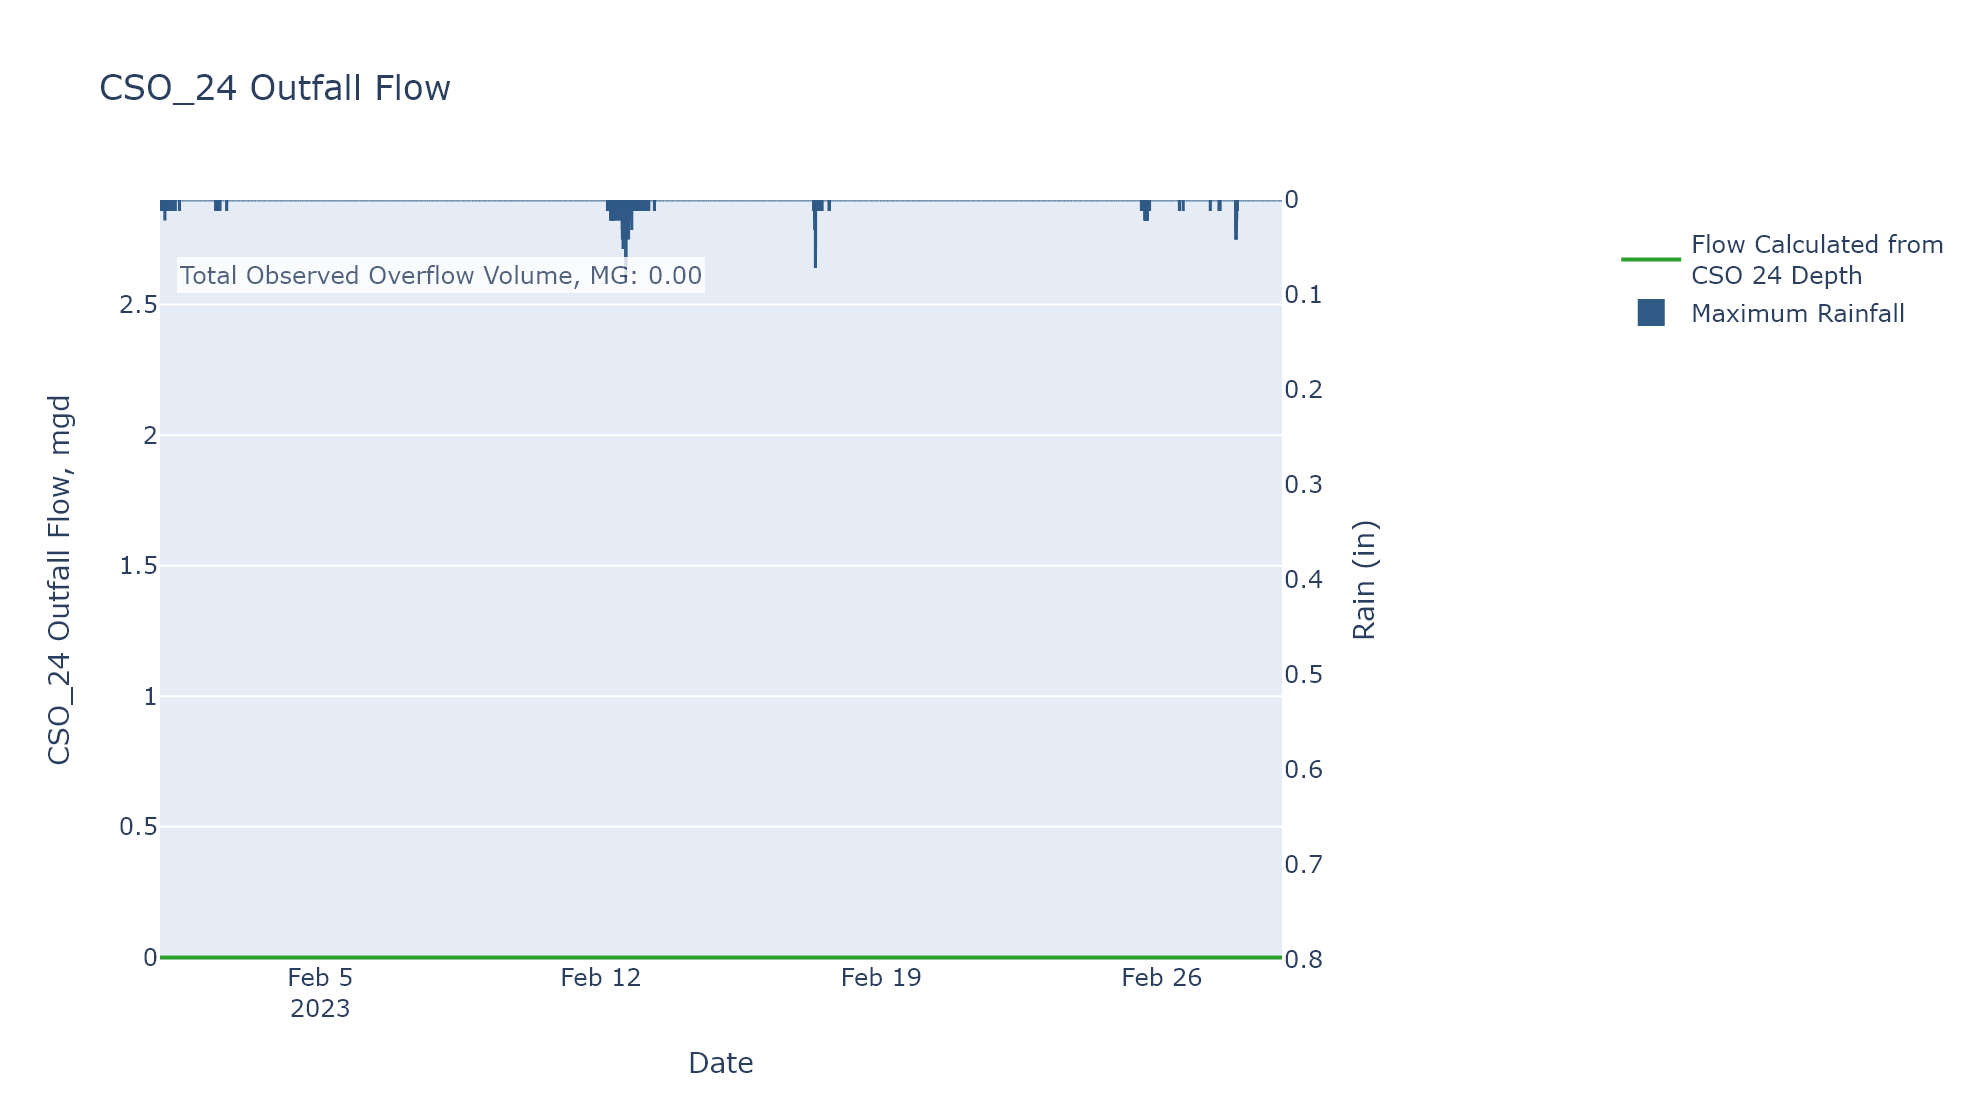 CSO_24 Outfall Flow
Total Observed Overflow Volume, MG: 0.00
CSO_24 Outfall Flow, mgd
2.5
2
1.5
1
0.5
0
0
0.1
0.2
0.3
0.4
0.5
0.6
0.7
0.8
Rain (in)
Feb 5
2023
Feb 12
Feb 19
Feb 26
Date
Flow Calculated from
CSO 24 Depth
Maximum Rainfall